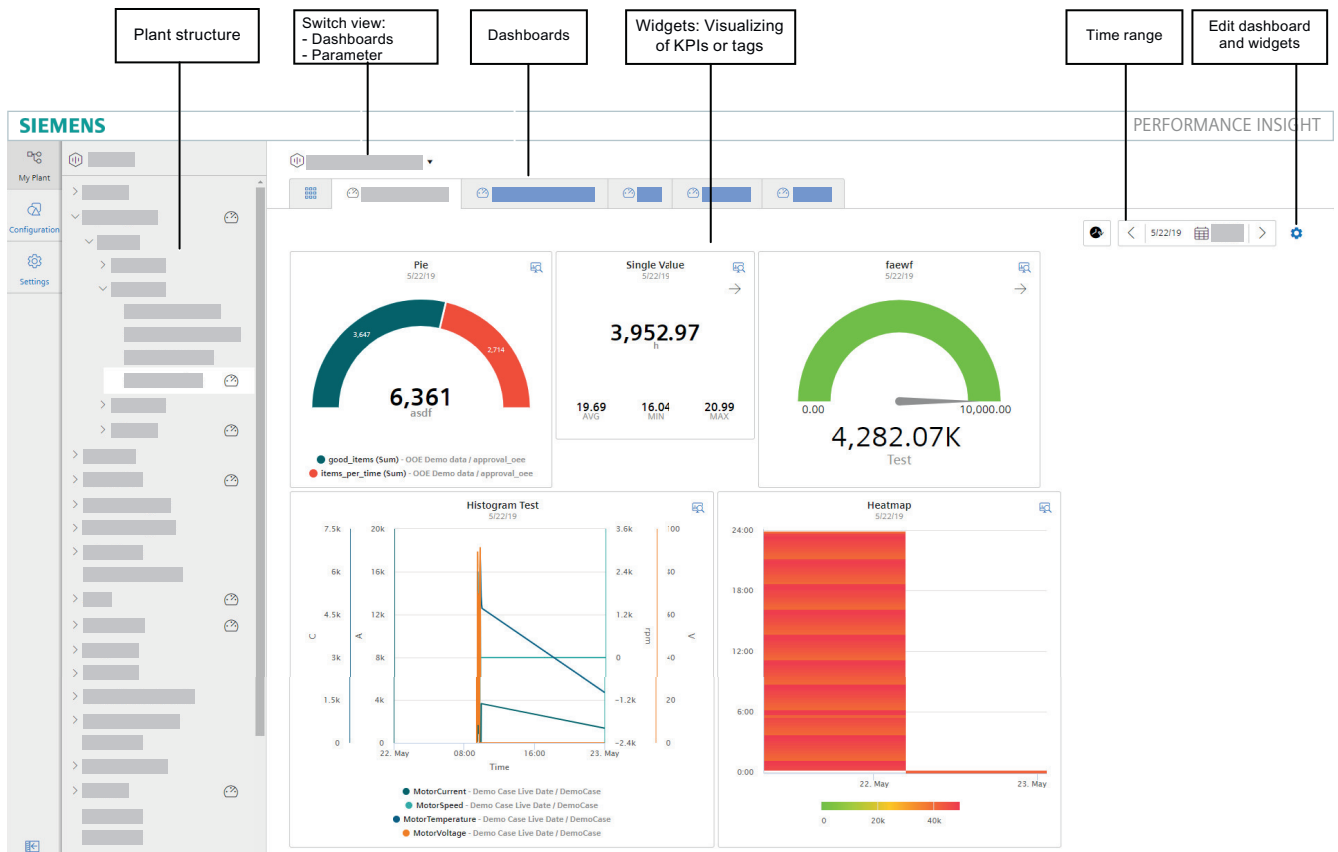 Plant structure
Switch view:
- Dashboards
- Parameter
Dashboards
Widgets: Visualizing
of KPIs or tags
Time range
Edit dashboard
and widgets
SIEMENS
PERFORMANCE INSIGHT
My Plant
Configuration
Settings
5/22/19
Pie
5/22/19
3,647
2,714
6,361
asdf
good_items (Sum) - OOE Demo data / approval_oee
items_per_time (Sum) - OOE Demo data / approval_oee
Single Value
5/22/19
3,952.97
h
19.69
16.04
20.99
AVG
MIN
MAX
faewf
5/22/19
0.00
10,000.00
4,282.07K
Test
Histogram Test
5/22/19
7.5k
20k
3.6k
100
6k
16k
2.4k
4.5k
12k
1.2k
60
C
A
rpm
V
3k
8k
0
1.5k
4k
-1.2k
20
0
0
-2.4k
0
22. May
08:00
16:00
23. May
Time
MotorCurrent - Demo Case Live Date / DemoCase
MotorSpeed - Demo Case Live Date / DemoCase
MotorTemperature - Demo Case Live Date / DemoCase
MotorVoltage - Demo Case Live Date / DemoCase
Heatmap
5/22/19
24:00
18:00
12:00
6:00
0:00
22. May
23. May
0
20k
40k